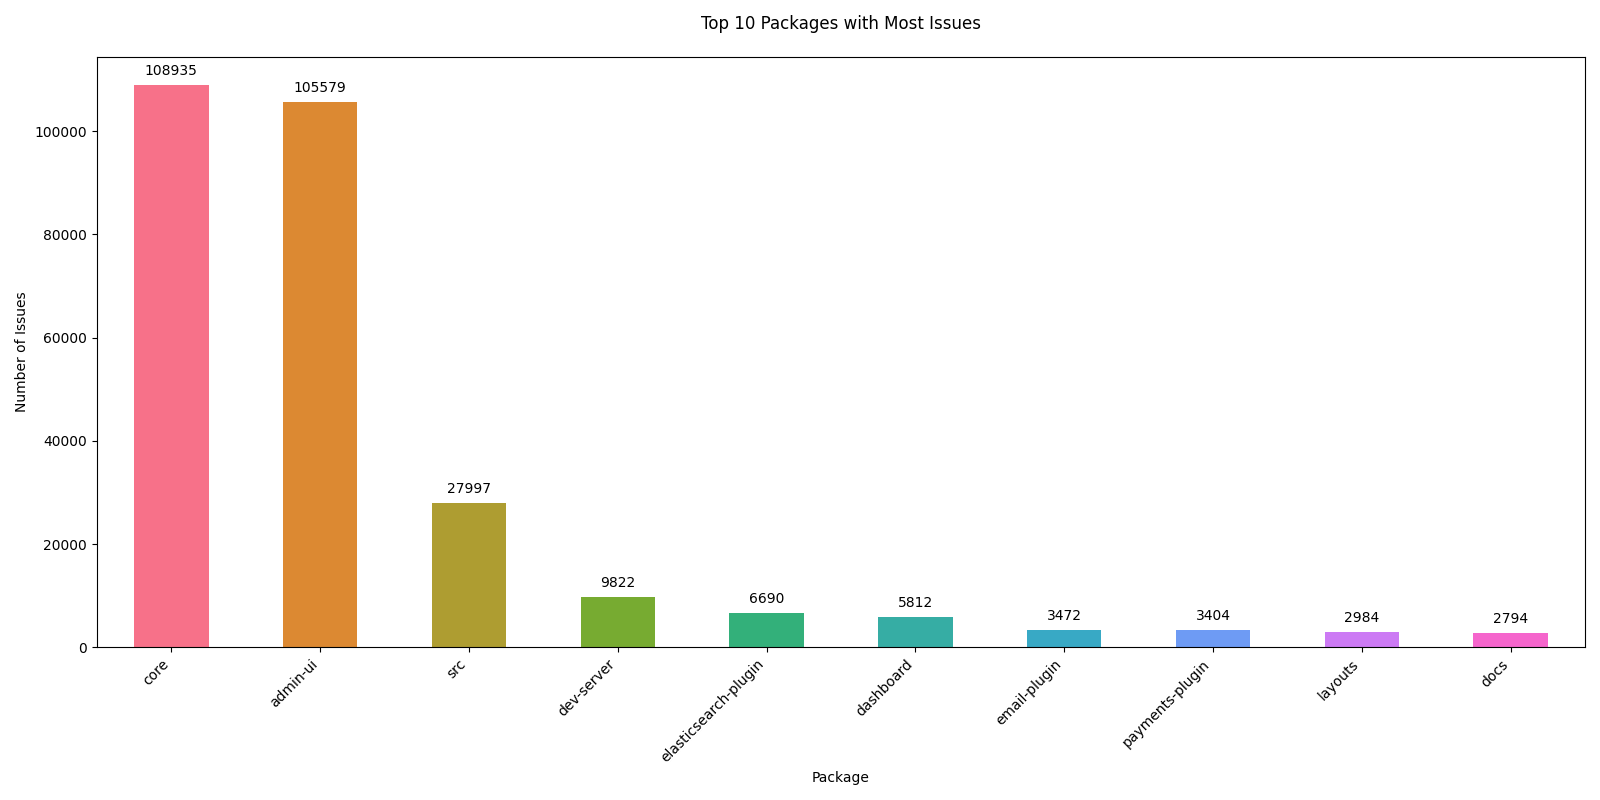 Top 10 Packages with Most Issues
108935
105579
27997
9822
6690
5812
3472
3404
2984
2794
100000
80000
60000
40000
20000
0
Number of Issues
core
admin-ui
src
dev-server
elasticsearch-plugin
dashboard
email-plugin
payments-plugin
layouts
docs
Package